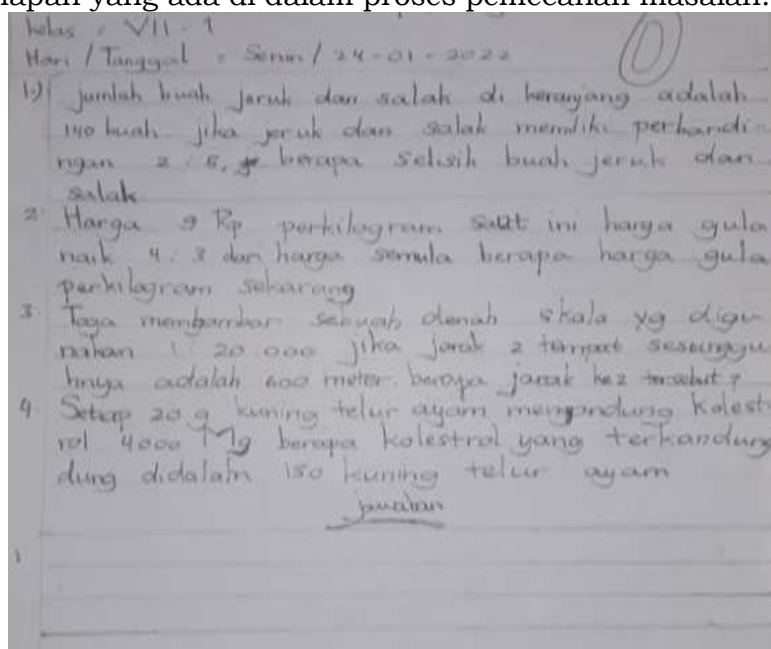 apan yang ada di dalam proses pemecahan masalah.
kelas : VII - 1
Hari / Tanggal : Senin / 24 - 01 - 2022
0
1.) jumlah buah jeruk dan salak di keranjang adalah
140 buah. jika jeruk dan salak memiliki perbandi-
ngan 2 : 5, berapa selisih buah jeruk dan
salak
2 Harga 9 Rp perkilogram saat ini harga gula
naik 4 : 3 dari harga semula berapa harga gula
perkilogram sekarang
3. menbambar sebuah denah skala yg digu
nakan 1 : 20 000 jika jarak 2 tempat sesunggu
hnya adalah 600 meter. berapa jarak ke2 tersebut ?
4 Setiap 20 g kuning telur ayam mengandung Kolest
rol 4000 Mg berapa kolestrol yang terkandung
dung didalam 150 kuning telur ayam
jawaban
1